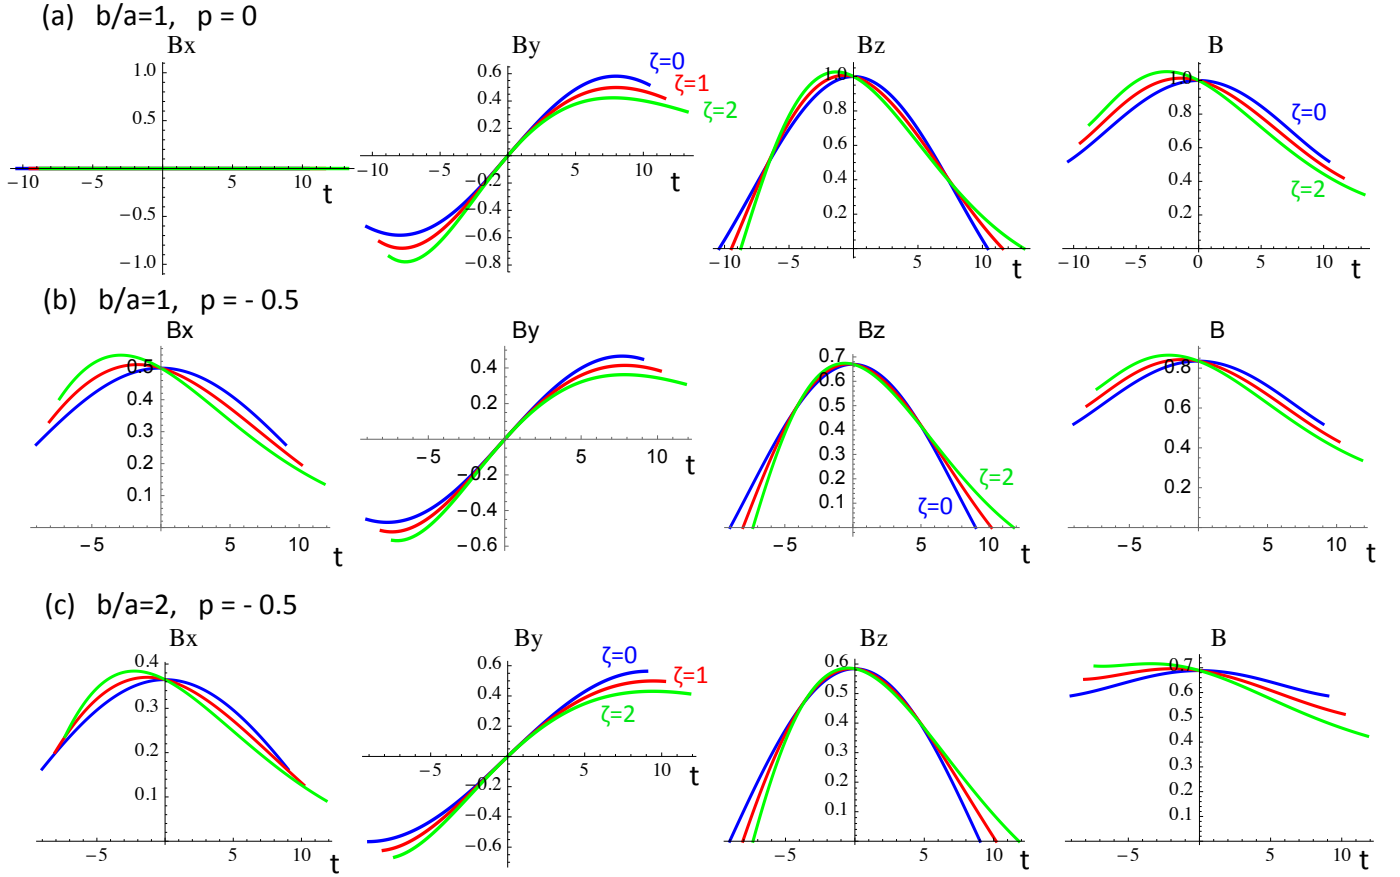 (a) b/a=1, p = 0
Bx By Bz B
1.0 0.5 −0.5 −1.0
−10 −5 5 10 t
0.6 0.4 0.2 −0.2 −0.4 −0.6 −0.8
−10 −5 5 10 t
ζ=0
ζ=1
ζ=2
1.0 0.8 0.6 0.4 0.2
−10 −5 5 10 t
1.0 0.8 0.6 0.4 0.2
−10 −5 0 5 10 t
ζ=0
ζ=2
(b) b/a=1, p = - 0.5
Bx By Bz B
0.5 0.4 0.3 0.2 0.1
−5 5 10 t
0.4 0.2 −0.2 −0.4 −0.6
−5 5 10 t
0.7 0.6 0.5 0.4 0.3 0.2 0.1
−5 5 10 t
ζ=2
ζ=0
0.8 0.6 0.4 0.2
−5 5 10 t
(c) b/a=2, p = - 0.5
Bx By Bz B
0.4 0.3 0.2 0.1
−5 5 10 t
0.6 0.4 0.2 −0.2 −0.4 −0.6
−5 5 10 t
ζ=0
ζ=1
ζ=2
0.6 0.5 0.4 0.3 0.2 0.1
−5 5 10 t
0.7 0.6 0.5 0.4 0.3 0.2 0.1
−5 5 10 t